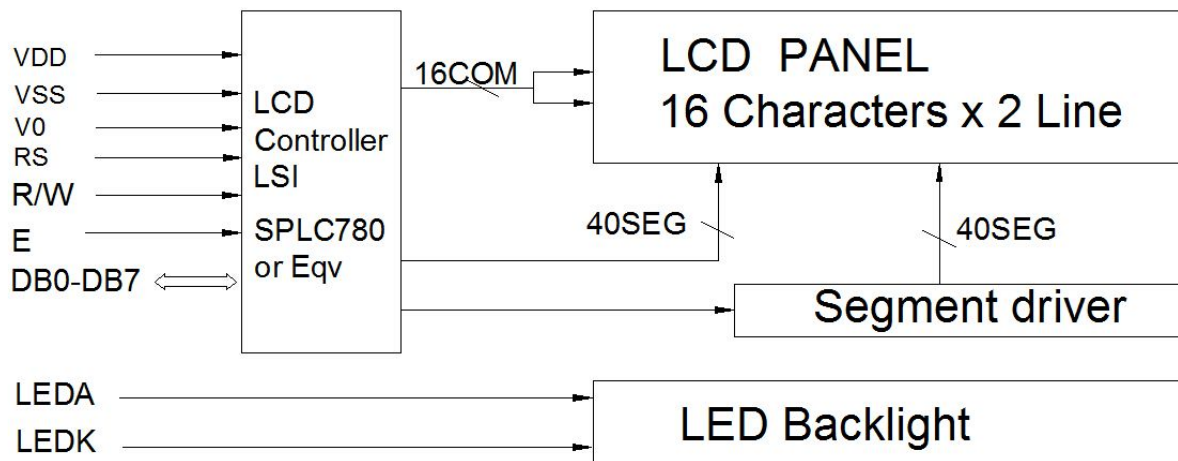 VDD
VSS
V0
RS
R/W
E
DB0-DB7
LCD
Controller
LSI
SPLC780
or Eqv
16COM
LCD PANEL
16 Characters x 2 Line
40SEG
40SEG
Segment driver
LEDA
LEDK
LED Backlight